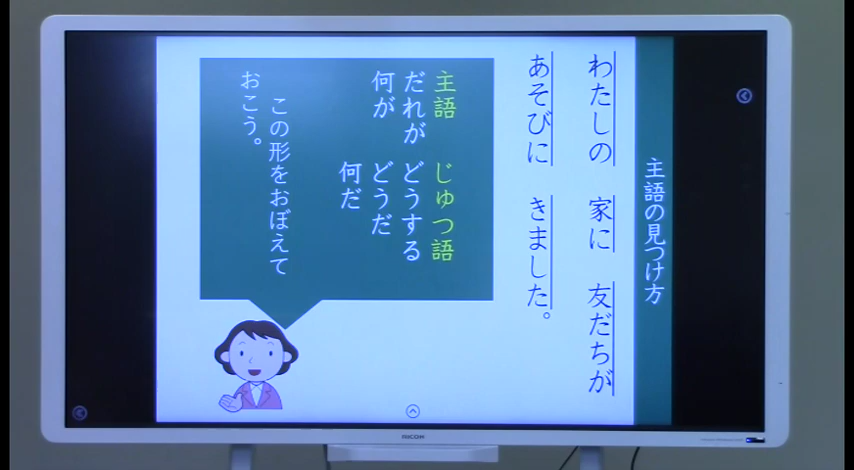 主語の見つけ方
わたしの 家に 友だちが
あそびに きました。
主語 じゅつ語
だれが どうする
何が どうだ
何だ
この形をおぼえて
おこう。
RICOH